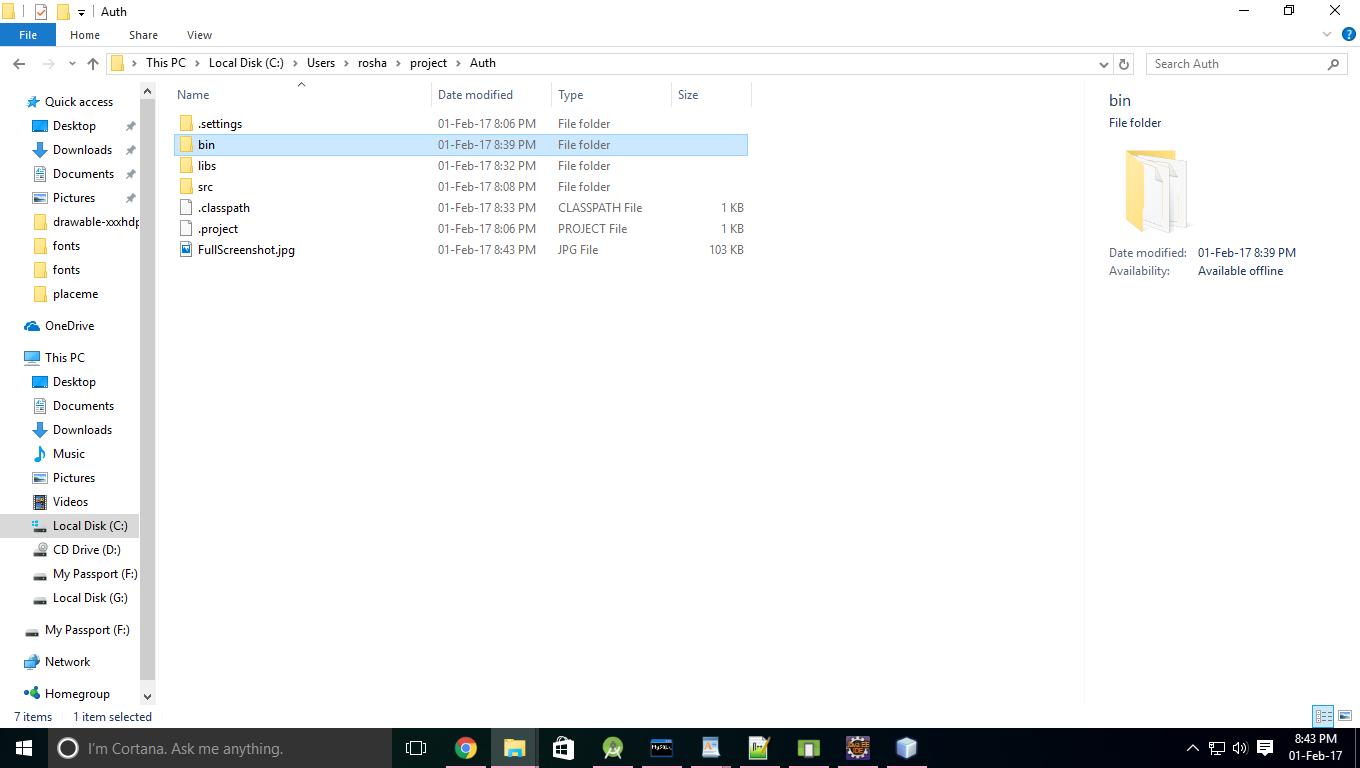 Auth
File Home Share View
This PC Local Disk (C:) Users rosha project Auth Search Auth
Name Date modified Type Size
.settings 01-Feb-17 8:06 PM File folder
bin 01-Feb-17 8:39 PM File folder
libs 01-Feb-17 8:32 PM File folder
src 01-Feb-17 8:08 PM File folder
.classpath 01-Feb-17 8:33 PM CLASSPATH File 1 KB
.project 01-Feb-17 8:06 PM PROJECT File 1 KB
FullScreenshot.jpg 01-Feb-17 8:43 PM JPG File 103 KB
Quick access
Desktop
Downloads
Documents
Pictures
drawable-xxxhdp
fonts
fonts
placeme
OneDrive
This PC
Desktop
Documents
Downloads
Music
Pictures
Videos
Local Disk (C:)
CD Drive (D:)
My Passport (F:)
Local Disk (G:)
My Passport (F:)
Network
Homegroup
bin
File folder
Date modified: 01-Feb-17 8:39 PM
Availability: Available offline
7 items 1 item selected
I'm Cortana. Ask me anything.
8:43 PM
01-Feb-17